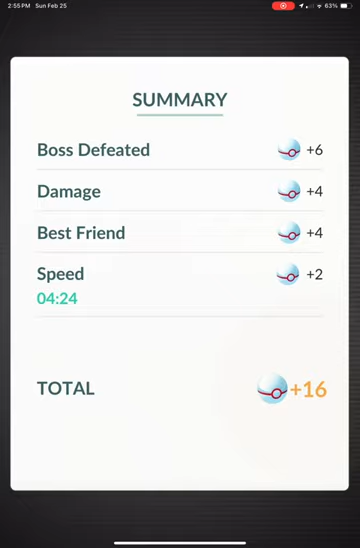 2:55 PM Sun Feb 25 63%
SUMMARY
Boss Defeated +6
Damage +4
Best Friend +4
Speed +2
04:24
TOTAL +16